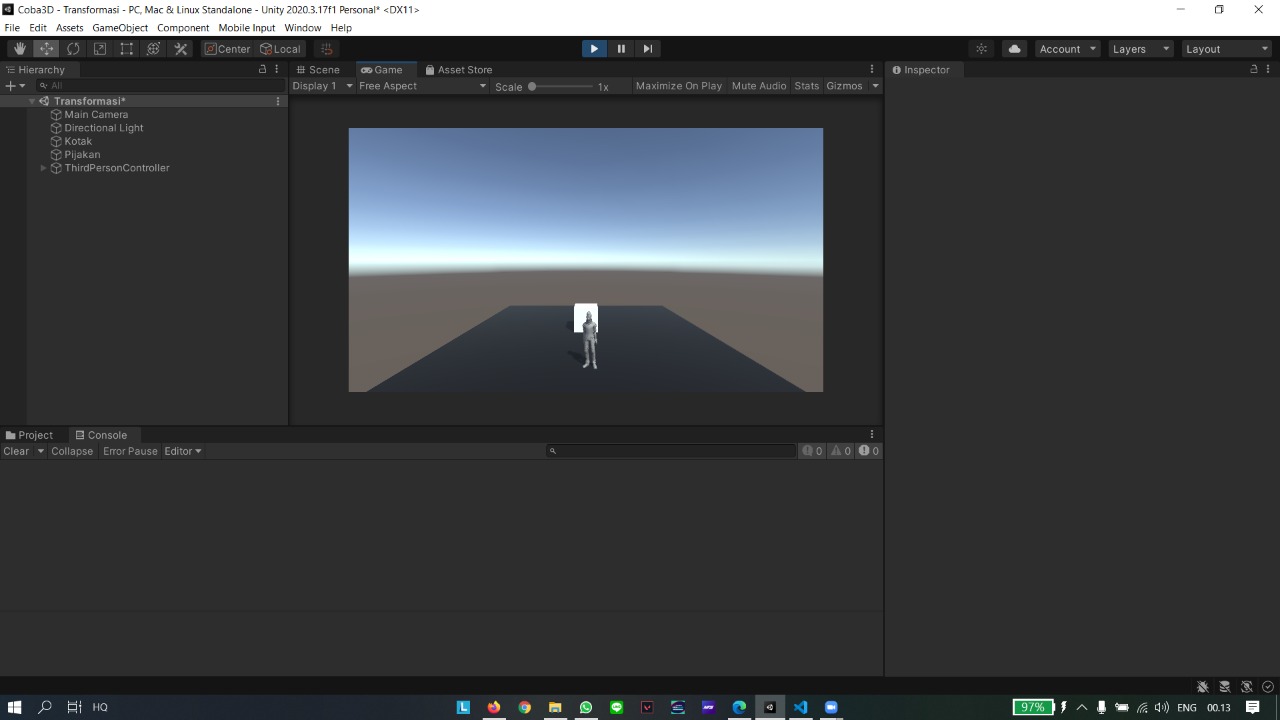 Coba3D - Transformasi - PC, Mac & Linux Standalone - Unity 2020.3.17f1 Personal* <DX11>
File Edit Assets GameObject Component Mobile Input Window Help
Center Local Account Layers Layout
Hierarchy Scene Game Asset Store Inspector
All Display 1 Free Aspect Scale 1x Maximize On Play Mute Audio Stats Gizmos
Transformasi*
Main Camera
Directional Light
Kotak
Pijakan
ThirdPersonController
Project Console
Clear Collapse Error Pause Editor 0 0 0
HQ 97% ENG 00.13